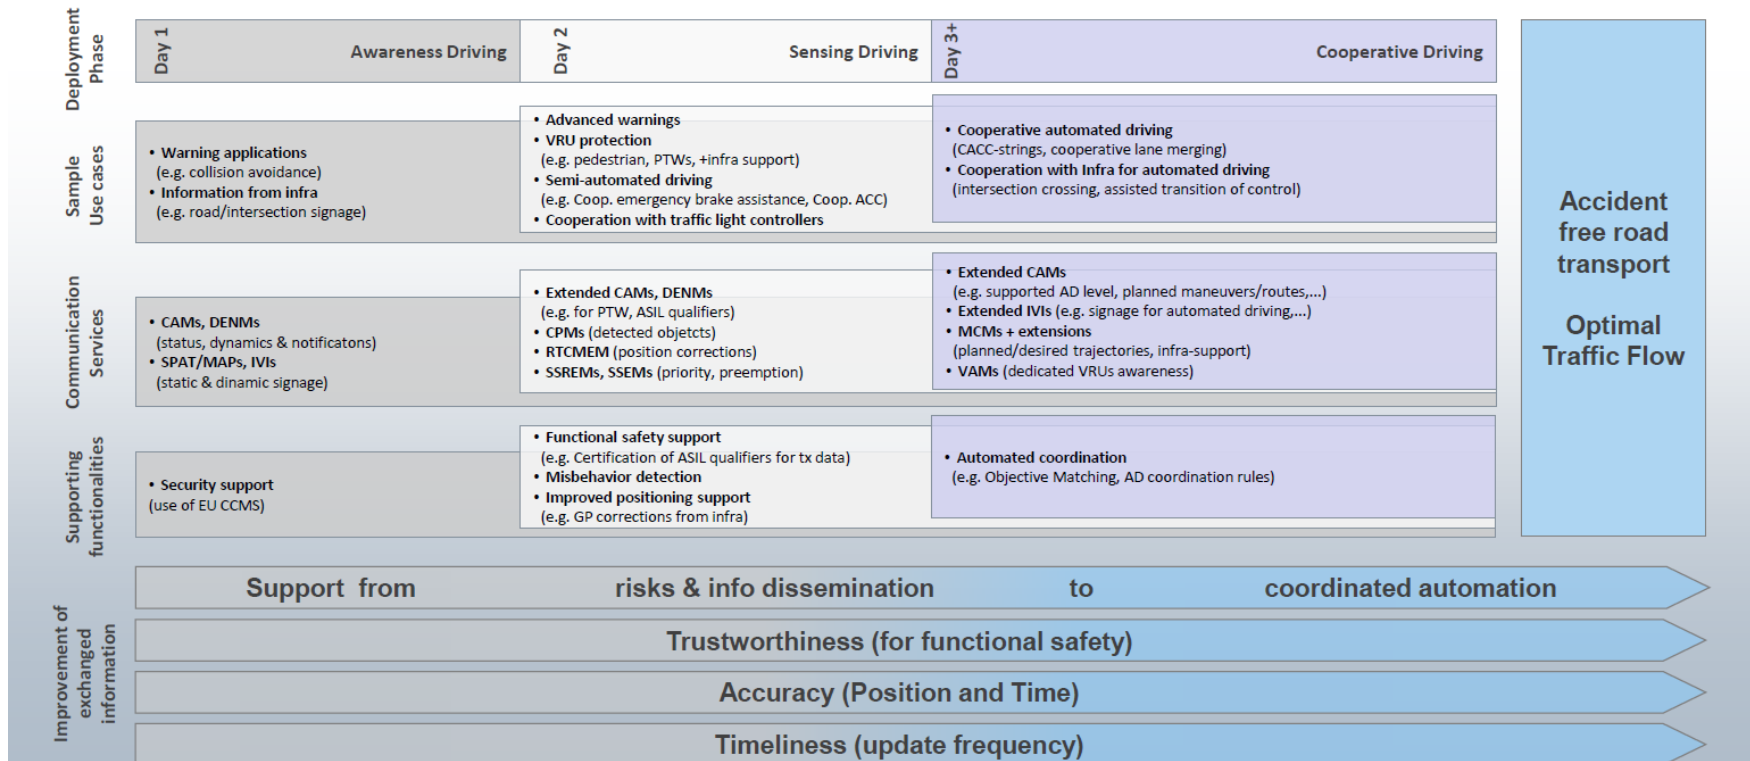 Deployment
Phase
Day 1
Awareness Driving
Day 2
Sensing Driving
Day 3+
Cooperative Driving
Sample
Use cases
• Warning applications
(e.g. collision avoidance)
• Information from infra
(e.g. road/intersection signage)
• Advanced warnings
• VRU protection
(e.g. pedestrian, PTWs, +infra support)
• Semi-automated driving
(e.g. Coop. emergency brake assistance, Coop. ACC)
• Cooperation with traffic light controllers
• Cooperative automated driving
(CACC-strings, cooperative lane merging)
• Cooperation with Infra for automated driving
(intersection crossing, assisted transition of control)
Communication
Services
• CAMs, DENMs
(status, dynamics & notificatons)
• SPAT/MAPs, IVIs
(static & dinamic signage)
• Extended CAMs, DENMs
(e.g. for PTW, ASIL qualifiers)
• CPMs (detected objetcts)
• RTCMEM (position corrections)
• SSREMs, SSEMs (priority, preemption)
• Extended CAMs
(e.g. supported AD level, planned maneuvers/routes,...)
• Extended IVIs (e.g. signage for automated driving,...)
• MCMs + extensions
(planned/desired trajectories, infra-support)
• VAMs (dedicated VRUs awareness)
Supporting
functionalities
• Security support
(use of EU CCMS)
• Functional safety support
(e.g. Certification of ASIL qualifiers for tx data)
• Misbehavior detection
• Improved positioning support
(e.g. GP corrections from infra)
• Automated coordination
(e.g. Objective Matching, AD coordination rules)
Accident
free road
transport
Optimal
Traffic Flow
Improvement of
exchanged
information
Support from risks & info dissemination to coordinated automation
Trustworthiness (for functional safety)
Accuracy (Position and Time)
Timeliness (update frequency)